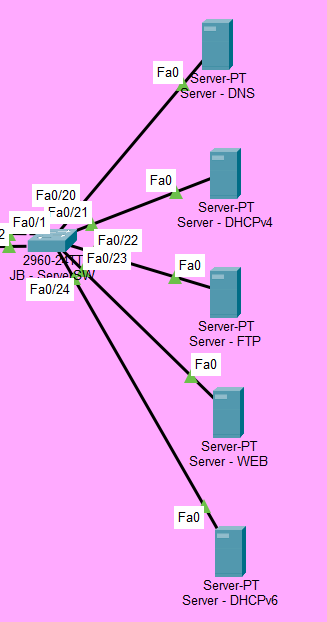 Fa0
Server-PT
Server - DNS
Fa0
Server-PT
Server - DHCPv4
Fa0/20
Fa0/21
Fa0/1
2
Fa0/22
Fa0/23
2960-24TT
JB - ServerSW
Fa0/24
Fa0
Server-PT
Server - FTP
Fa0
Server-PT
Server - WEB
Fa0
Server-PT
Server - DHCPv6